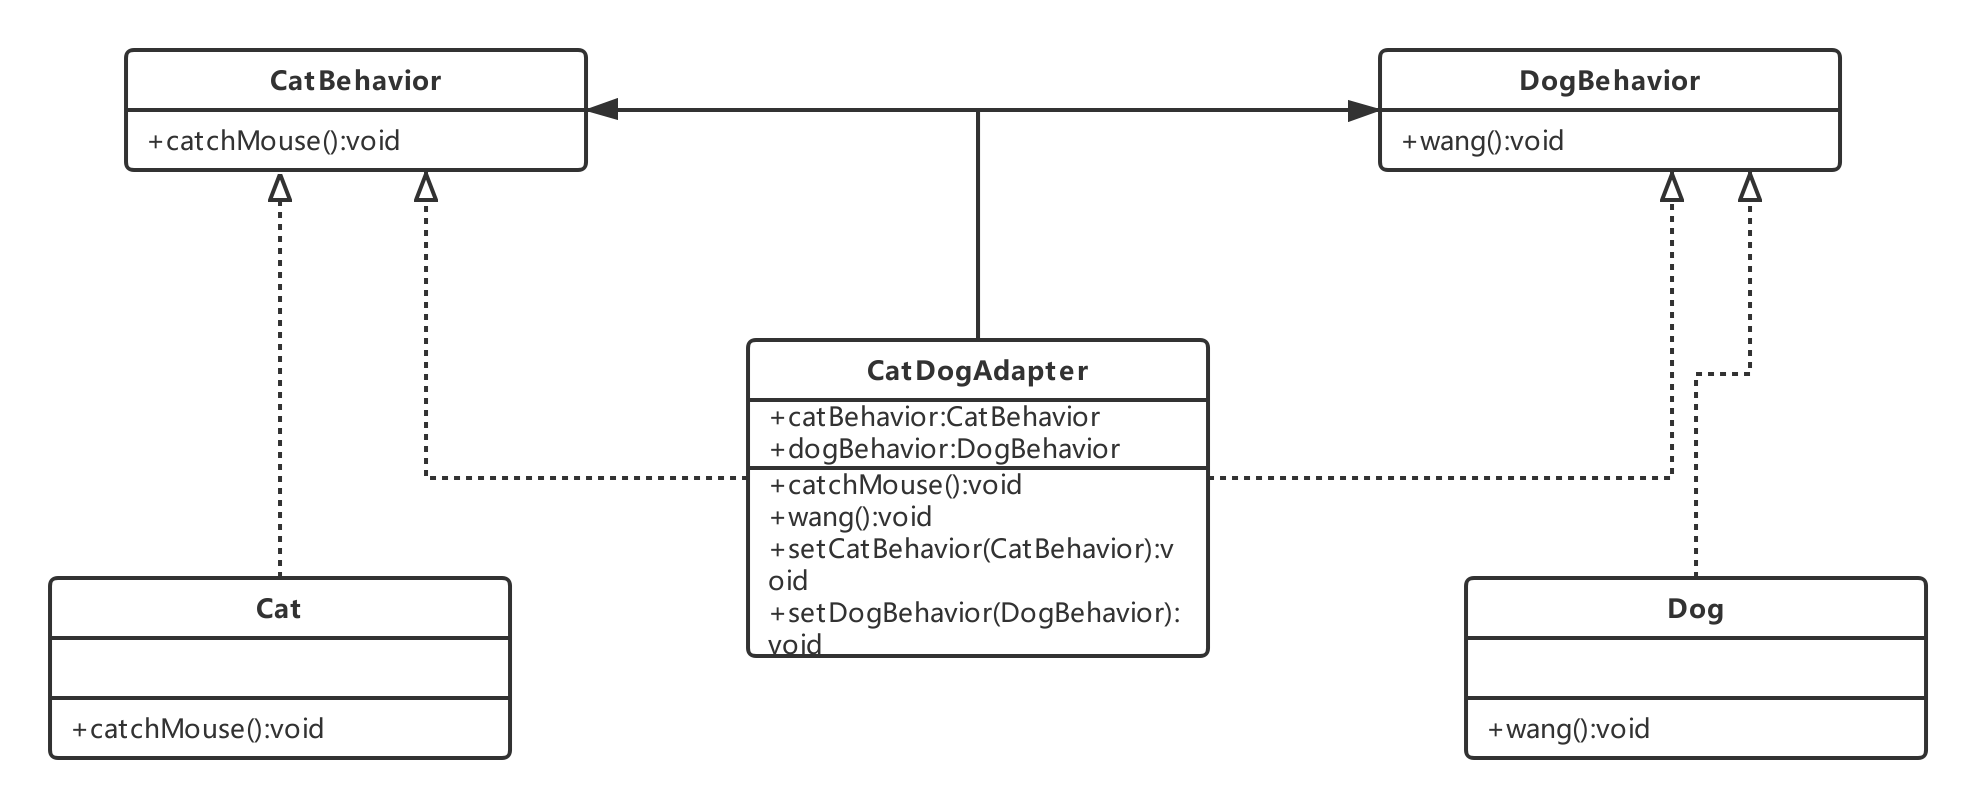 CatBehavior
+catchMouse():void
DogBehavior
+wang():void
CatDogAdapter
+catBehavior:CatBehavior
+dogBehavior:DogBehavior
+catchMouse():void
+wang():void
+setCatBehavior(CatBehavior):v
oid
+setDogBehavior(DogBehavior):
void
Cat
+catchMouse():void
Dog
+wang():void